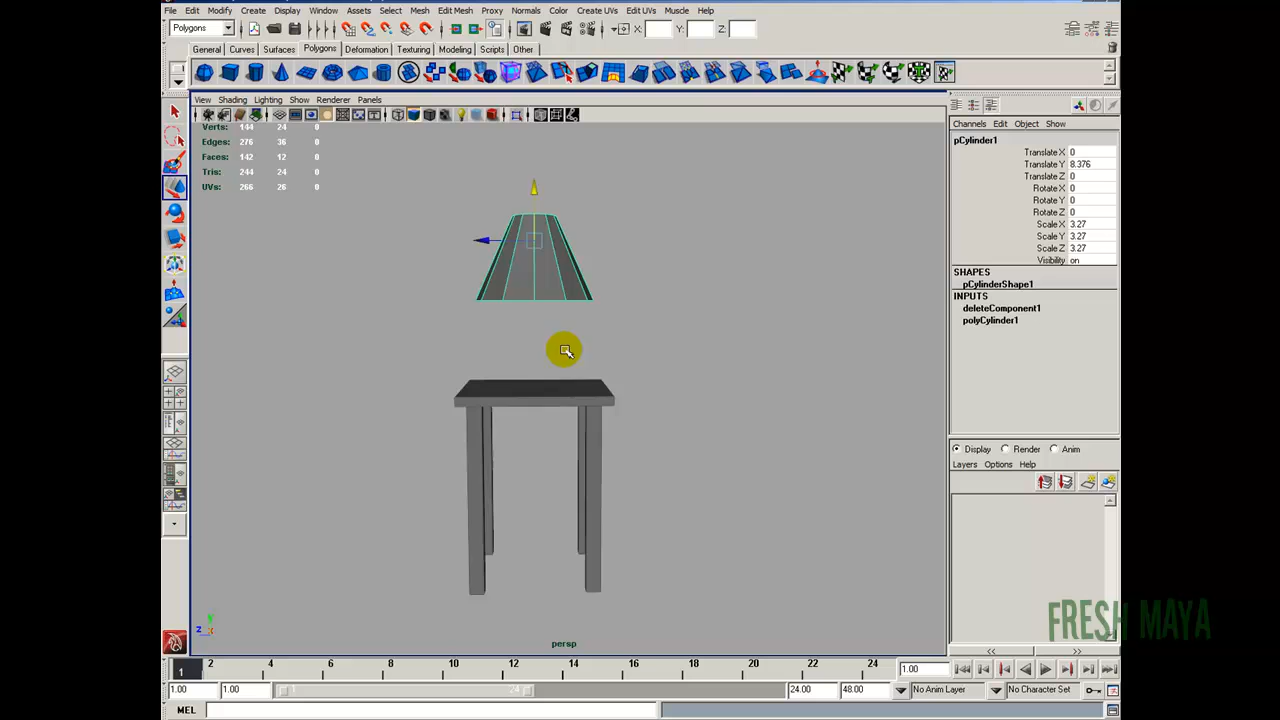 File Edit Modify Create Display Window Assets Select Mesh Edit Mesh Proxy Normals Color Create UVs Edit UVs Muscle Help
Polygons X: Y: Z:
General Curves Surfaces Polygons Deformation Texturing Modeling Scripts Other
View Shading Lighting Show Renderer Panels
Verts: 144 24 0
Edges: 276 36 0
Faces: 142 12 0
Tris: 244 24 0
UVs: 266 26 0
Channels Edit Object Show
pCylinder1
Translate X 0
Translate Y 8.376
Translate Z 0
Rotate X 0
Rotate Y 0
Rotate Z 0
Scale X 3.27
Scale Y 3.27
Scale Z 3.27
Visibility on
SHAPES
pCylinderShape1
INPUTS
deleteComponent1
polyCylinder1
Display Render Anim
Layers Options Help
FRESH MAYA
persp
1 2 4 6 8 10 12 14 16 18 20 22 24 1.00
1.00 1.00 1 24 24.00 48.00 No Anim Layer No Character Set
MEL